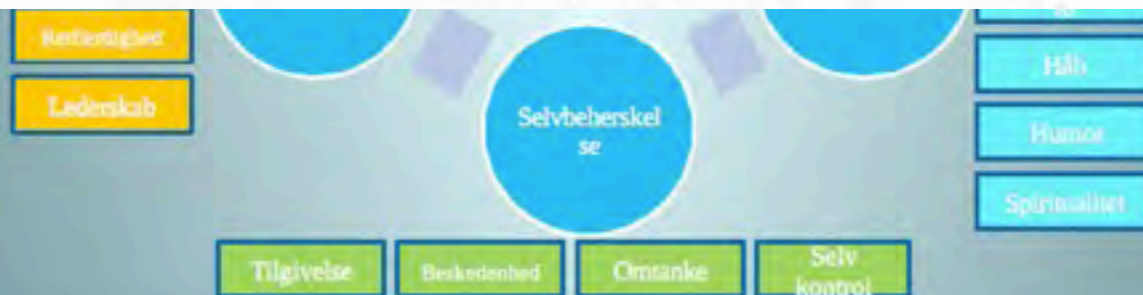 Retfærdighed
Lederskab
Selvbeherskel
se
Håb
Humor
Spiritualitet
Tilgivelse
Beskedenhed
Omtanke
Selv
kontrol